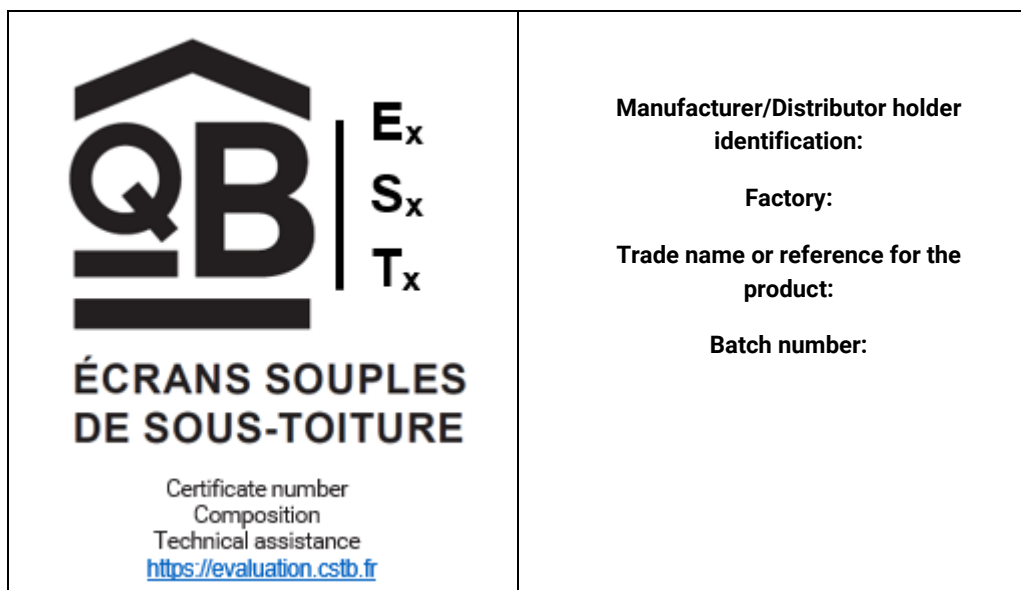 QB
Ex
Sx
Tx
ÉCRANS SOUPLES
DE SOUS-TOITURE
Certificate number
Composition
Technical assistance
https://evaluation.cstb.fr
Manufacturer/Distributor holder
identification:
Factory:
Trade name or reference for the
product:
Batch number: